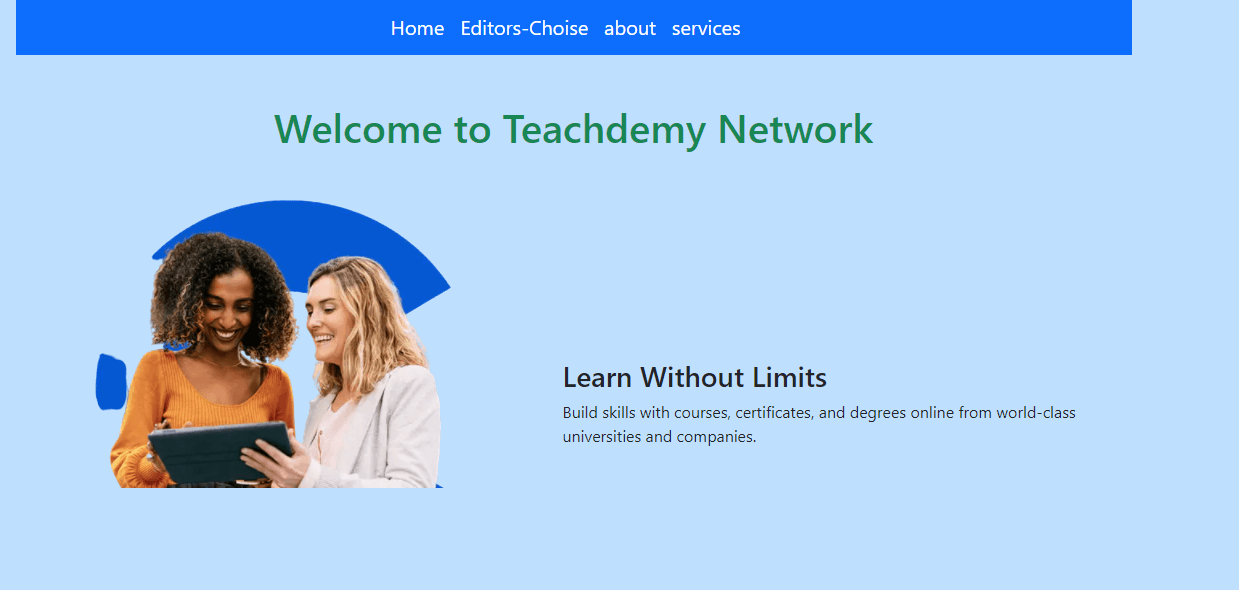 Home Editors-Choise about services
Welcome to Teachdemy Network
Learn Without Limits
Build skills with courses, certificates, and degrees online from world-class
universities and companies.